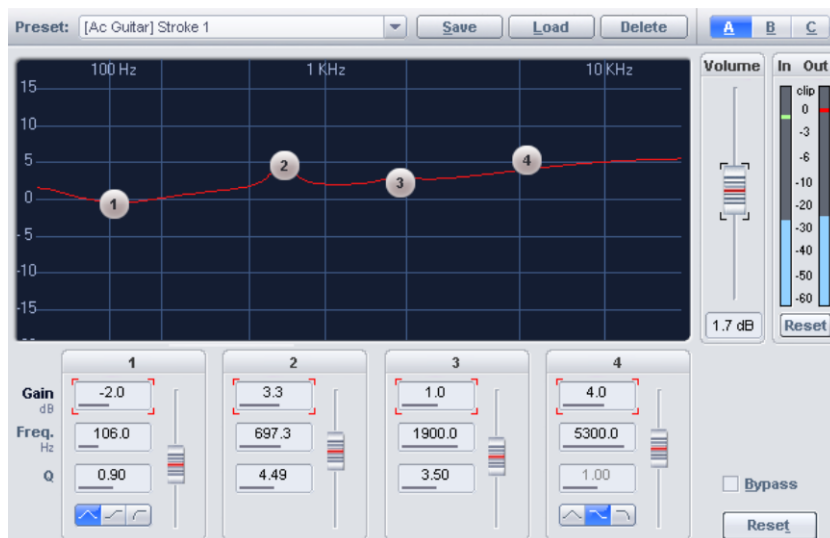 Preset: [Ac Guitar] Stroke 1 Save Load Delete A B C
100 Hz 1 KHz 10 KHz
15
10
5
0
-5
-10
-15
1
2
3
4
Volume
1.7 dB
In Out
clip
0
-3
-6
-10
-20
-30
-40
-50
-60
Reset
1 2 3 4
Gain dB -2.0 3.3 1.0 4.0
Freq. Hz 106.0 697.3 1900.0 5300.0
Q 0.90 4.49 3.50 1.00
Bypass
Reset